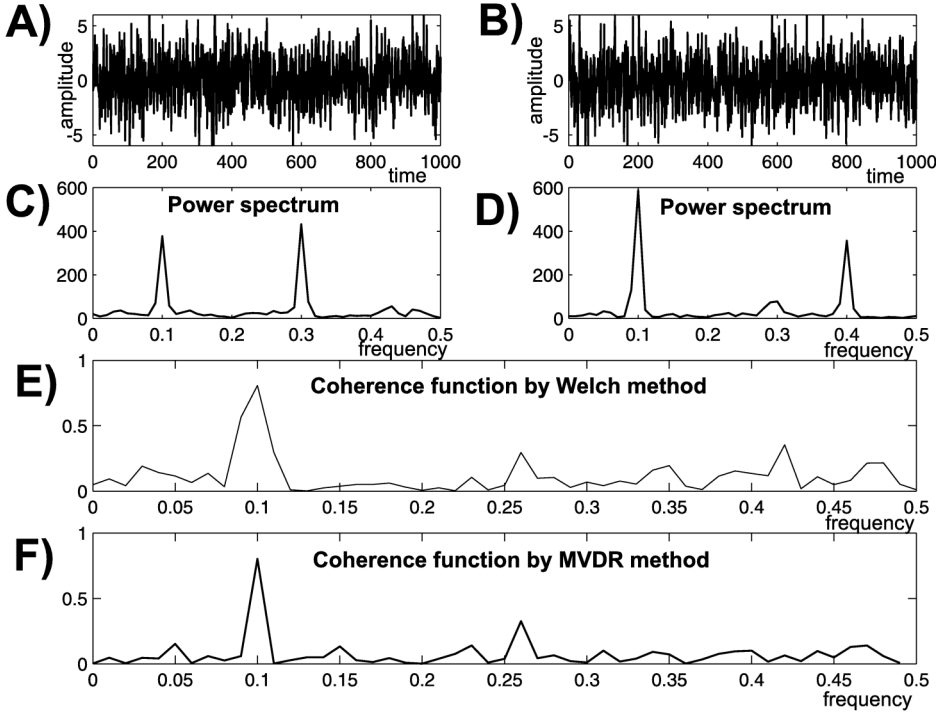 A)
5
0
-5
amplitude
0 200 400 600 800 1000
time
B)
5
0
-5
amplitude
0 200 400 600 800 1000
time
C)
Power spectrum
600
400
200
0
0 0.1 0.2 0.3 0.4 0.5
frequency
D)
Power spectrum
600
400
200
0
0 0.1 0.2 0.3 0.4 0.5
frequency
E)
Coherence function by Welch method
1
0.5
0
0 0.05 0.1 0.15 0.2 0.25 0.3 0.35 0.4 0.45 0.5
frequency
F)
Coherence function by MVDR method
1
0.5
0
0 0.05 0.1 0.15 0.2 0.25 0.3 0.35 0.4 0.45 0.5
frequency